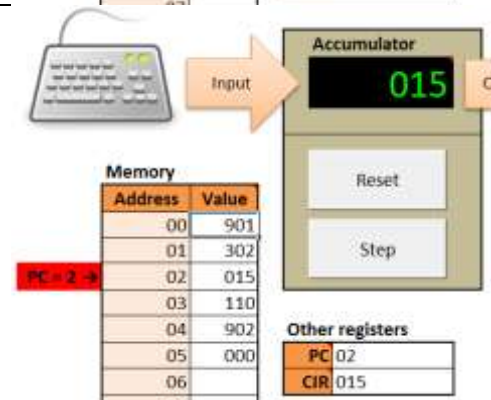 Accumulator
Input
015
Memory
Reset
Address Value
00 901
01 302
Step
PC = 2 → 02 015
03 110
04 902
Other registers
05 000
PC 02
06
CIR 015